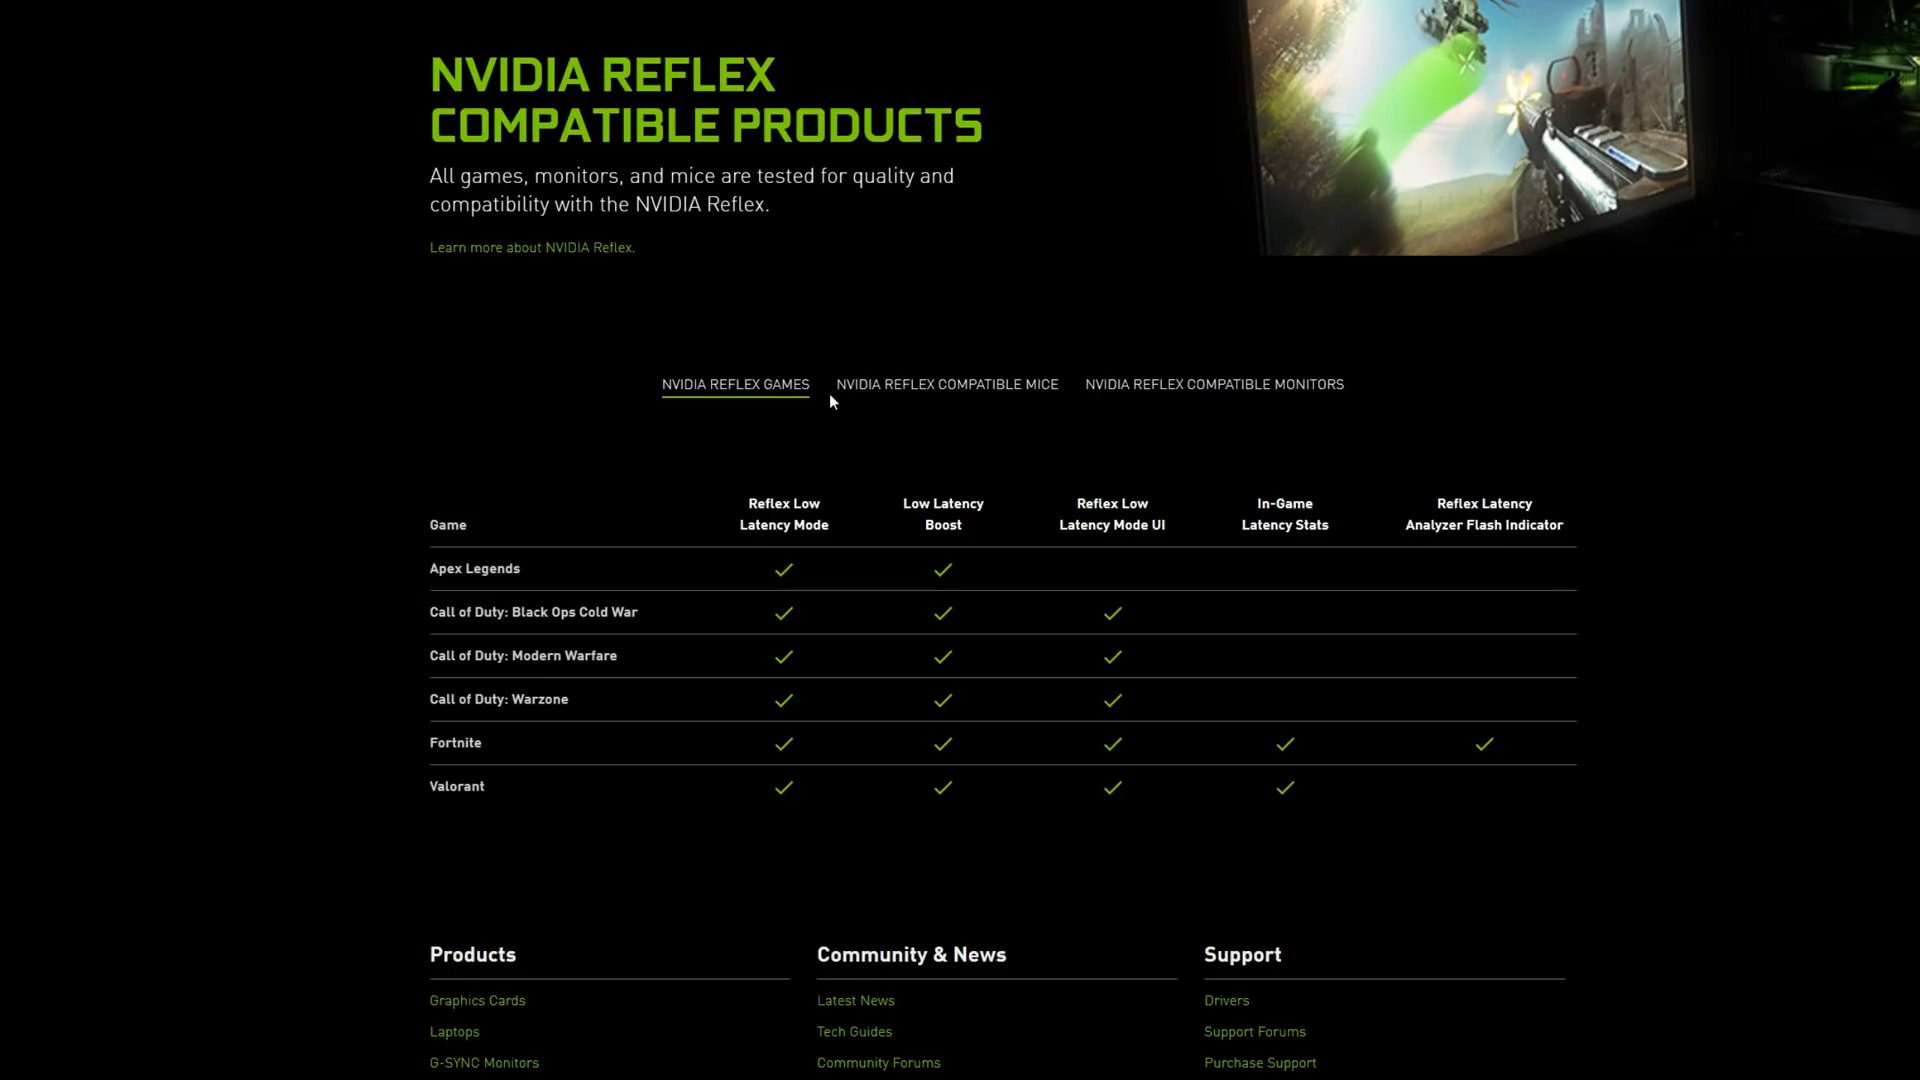 NVIDIA REFLEX
COMPATIBLE PRODUCTS
All games, monitors, and mice are tested for quality and
compatibility with the NVIDIA Reflex.
Learn more about NVIDIA Reflex.
NVIDIA REFLEX GAMES NVIDIA REFLEX COMPATIBLE MICE NVIDIA REFLEX COMPATIBLE MONITORS
Game
Reflex Low
Latency Mode
Low Latency
Boost
Reflex Low
Latency Mode UI
In-Game
Latency Stats
Reflex Latency
Analyzer Flash Indicator
Apex Legends
Call of Duty: Black Ops Cold War
Call of Duty: Modern Warfare
Call of Duty: Warzone
Fortnite
Valorant
Products
Graphics Cards
Laptops
G-SYNC Monitors
Community & News
Latest News
Tech Guides
Community Forums
Support
Drivers
Support Forums
Purchase Support